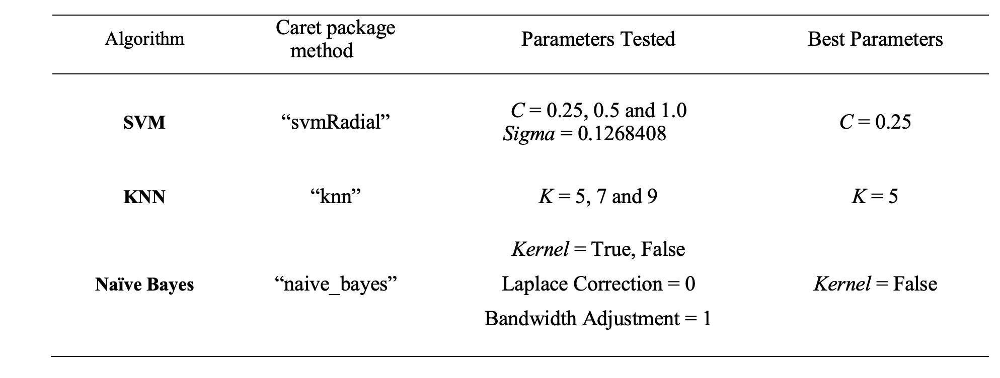 Algorithm
Caret package
method
Parameters Tested
Best Parameters
SVM
“svmRadial”
C = 0.25, 0.5 and 1.0
Sigma = 0.1268408
C = 0.25
KNN
“knn”
K = 5, 7 and 9
K = 5
Naïve Bayes
“naive_bayes”
Kernel = True, False
Laplace Correction = 0
Bandwidth Adjustment = 1
Kernel = False